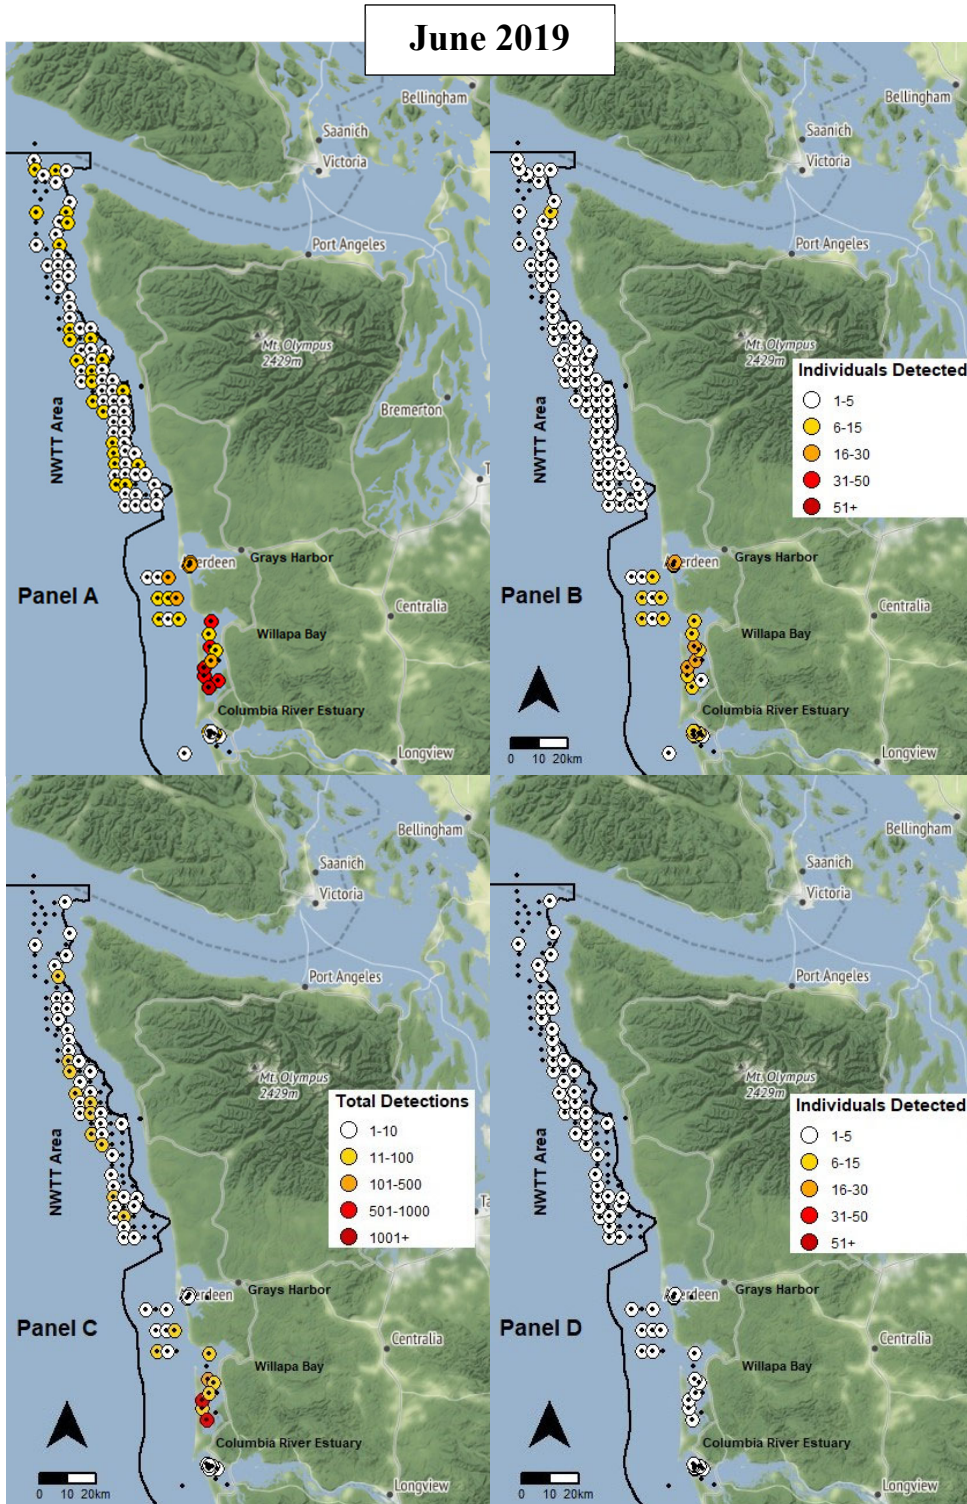 June 2019
Bellingham
Saanich
Victoria
Port Angeles
Mt. Olympus
2429m
Bremerton
NWTT Area
Grays Harbor
Aberdeen
Panel A
Centralia
Willapa Bay
Columbia River Estuary
Longview
Bellingham
Saanich
Victoria
Port Angeles
Mt. Olympus
2429m
Individuals Detected
1-5
6-15
16-30
31-50
51+
NWTT Area
Grays Harbor
Panel B
Centralia
Willapa Bay
Columbia River Estuary
0 10 20km
Longview
Bellingham
Saanich
Victoria
Port Angeles
Mt. Olympus
2429m
Total Detections
1-10
11-100
101-500
501-1000
1001+
NWTT Area
Grays Harbor
Aberdeen
Panel C
Centralia
Willapa Bay
Columbia River Estuary
0 10 20km
Longview
Bellingham
Saanich
Victoria
Port Angeles
Mt. Olympus
2429m
Individuals Detected
1-5
6-15
16-30
31-50
51+
NWTT Area
Grays Harbor
Panel D
Centralia
Willapa Bay
Columbia River Estuary
0 10 20km
Longview